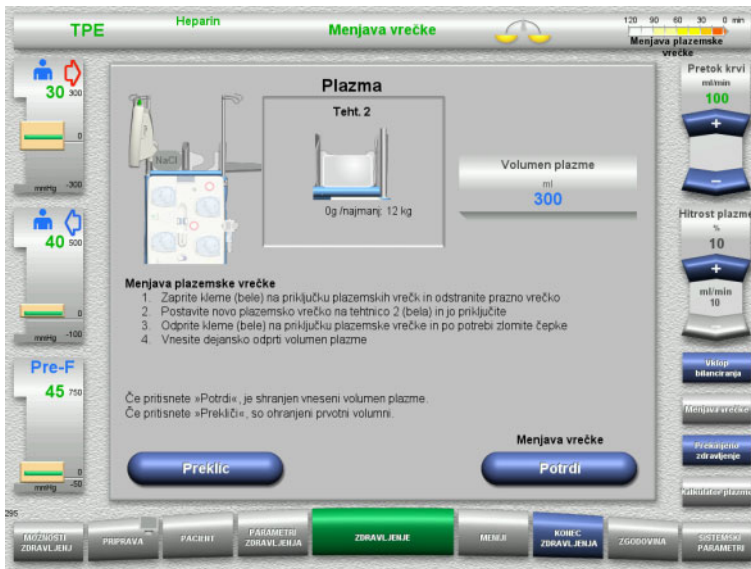 TPE
Heparin
Menjava vrečke
120 90 60 30 0 min
Menjava plazemske
vrečke
30 300
0
mmHg -300
40 500
0
mmHg -100
Pre-F
45 750
0
mmHg -50
Plazma
NaCl
Teht. 2
0g /najmanj: 12 kg
Volumen plazme
ml
300
Menjava plazemske vrečke
1. Zaprite kleme (bele) na priključku plazemskih vrečk in odstranite prazno vrečko
2. Postavite novo plazemsko vrečko na tehtnico 2 (bela) in jo priključite
3. Odprite kleme (bele) na priključku plazemske vrečke in po potrebi zlomite čepke
4. Vnesite dejansko odprti volumen plazme
Če pritisnete »Potrdi«, je shranjen vneseni volumen plazme.
Če pritisnete »Prekliči«, so ohranjeni prvotni volumni.
Menjava vrečke
Preklic
Potrdi
Pretok krvi
ml/min
100
+
–
Hitrost plazme
%
10
+
ml/min
10
–
Vklop
bilanciranja
Menjava vrečke
Prekinjeno
zdravljenje
Kalkulator plazme
295
MOŽNOSTI
ZDRAVLJENJ
PRIPRAVA
PACIENT
PARAMETRI
ZDRAVLJENJA
ZDRAVLJENJE
MENIJI
KONEC
ZDRAVLJENJA
ZGODOVINA
SISTEMSKI
PARAMETRI